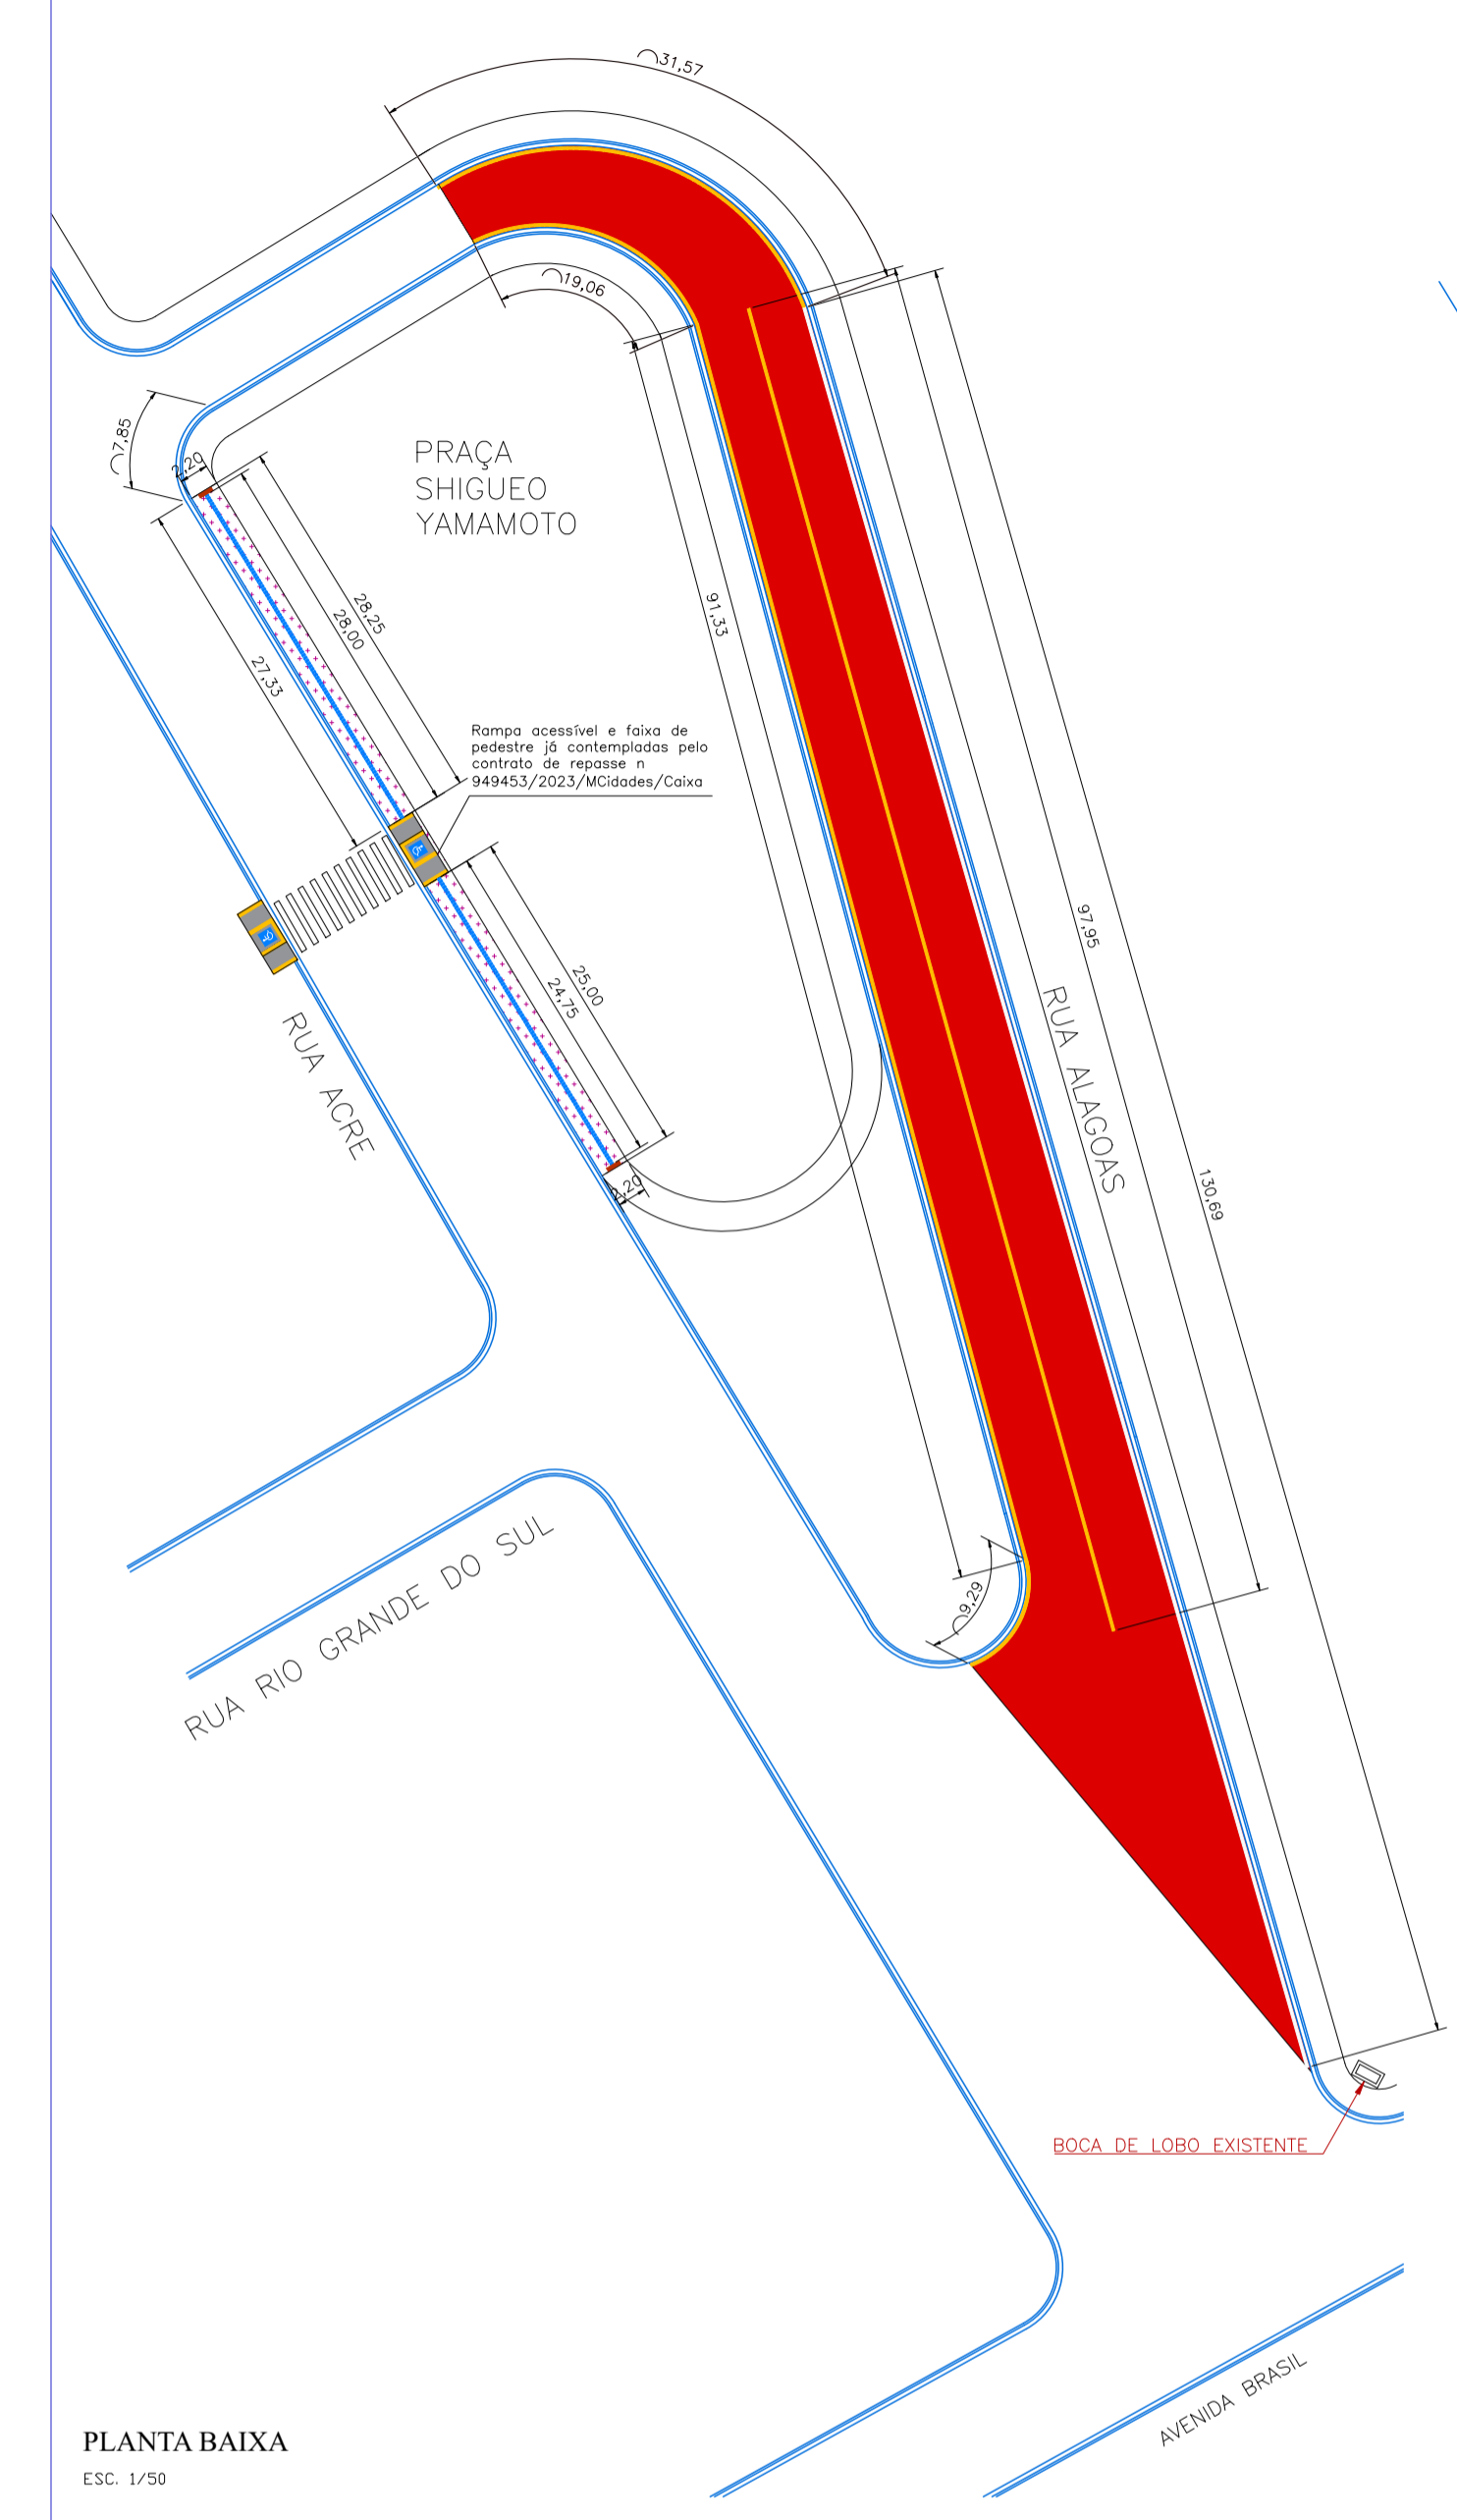 31,57
19,06
7,85
2,20
PRAÇA
SHIGUEO
YAMAMOTO
28,25
28,00
27,33
91,33
Rampa acessível e faixa de
pedestre já contempladas pelo
contrato de repasse n
949453/2023/MCidades/Caixa
97,95
25,00
24,75
RUA ALAGOAS
RUA ACRE
130,69
2,20
9,29
RUA RIO GRANDE DO SUL
BOCA DE LOBO EXISTENTE
AVENIDA BRASIL
PLANTA BAIXA
ESC. 1/50